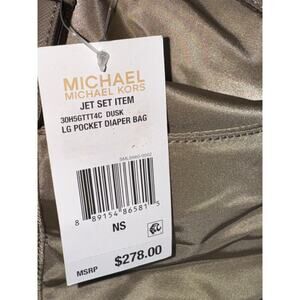 MICHAEL
MICHAEL KORS
JET SET ITEM
30H5GTTT4C DUSK
LG POCKET DIAPER BAG
8 89154 86581 5
NS
MSRP $278.00